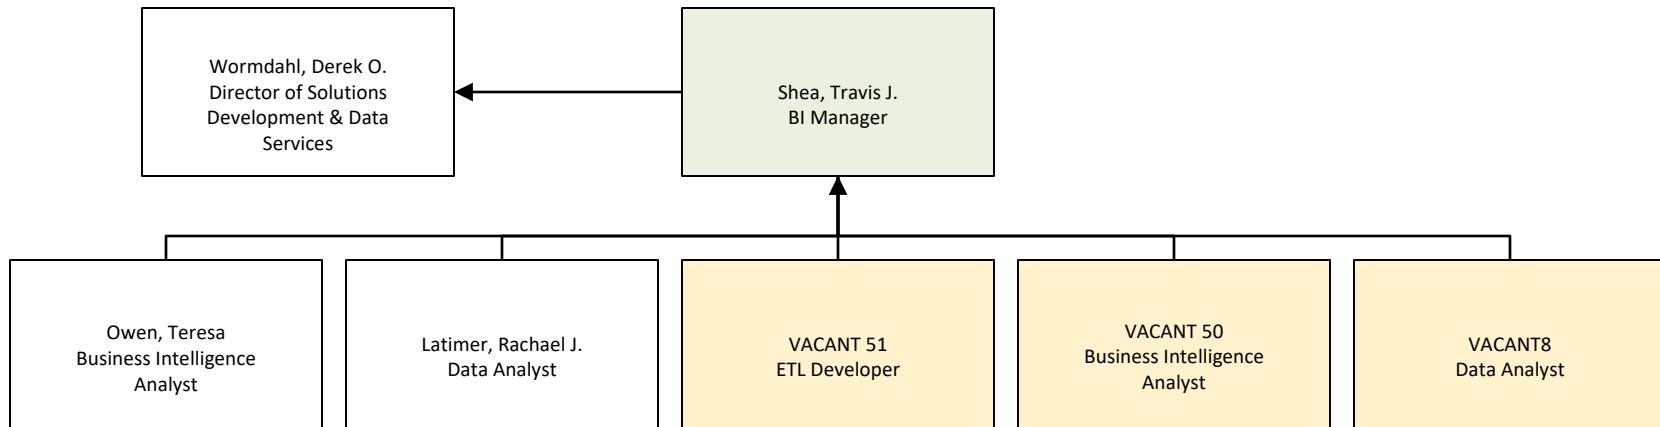 Wormdahl, Derek O.
Director of Solutions
Development & Data
Services
Shea, Travis J.
BI Manager
Owen, Teresa
Business Intelligence
Analyst
Latimer, Rachael J.
Data Analyst
VACANT 51
ETL Developer
VACANT 50
Business Intelligence
Analyst
VACANT8
Data Analyst